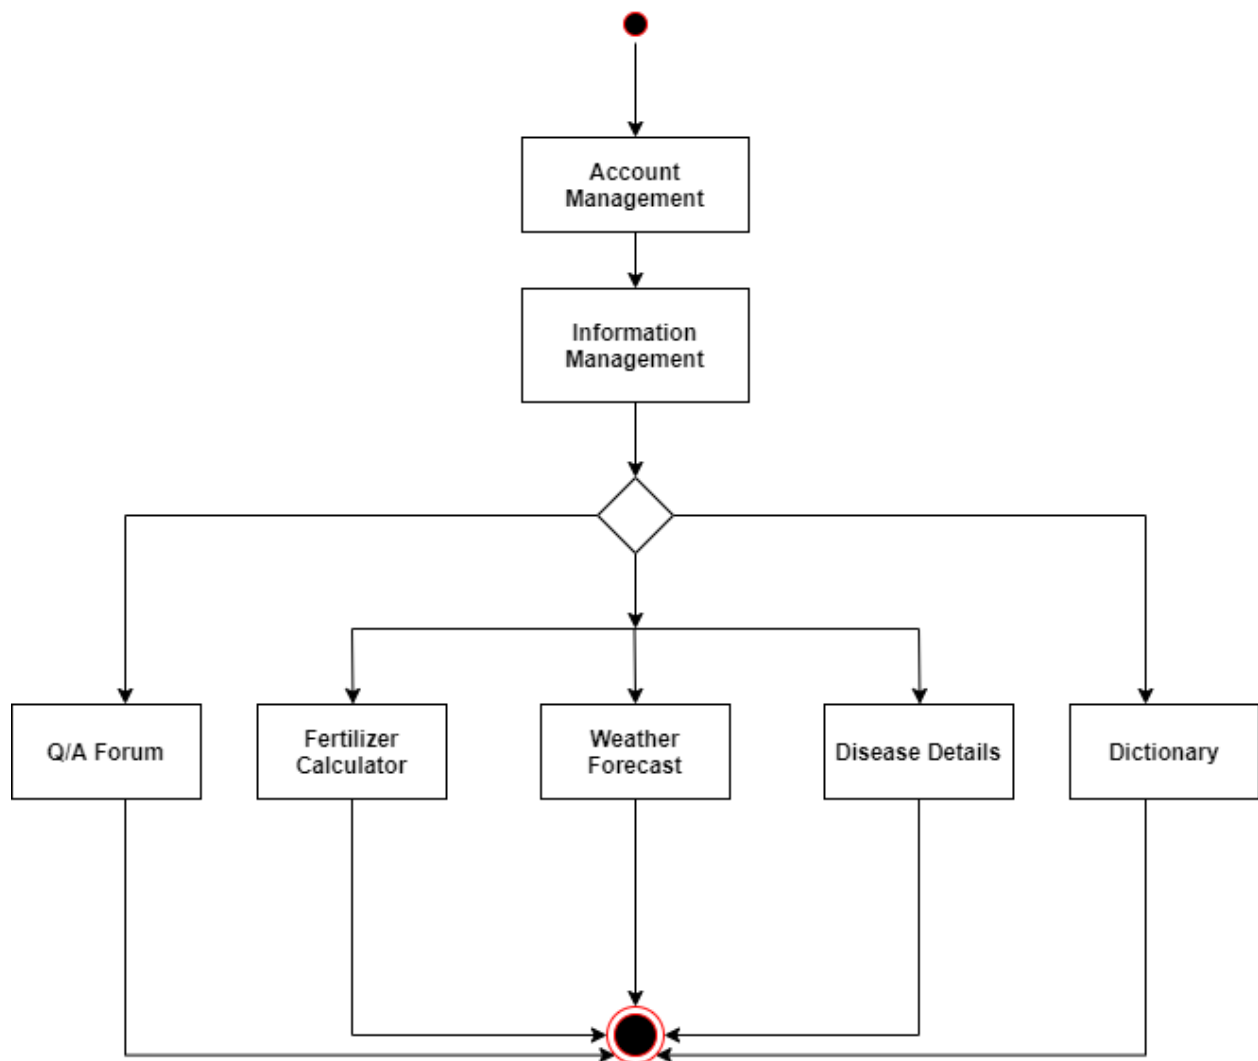 Account
Management
Information
Management
Q/A Forum
Fertilizer
Calculator
Weather
Forecast
Disease Details
Dictionary